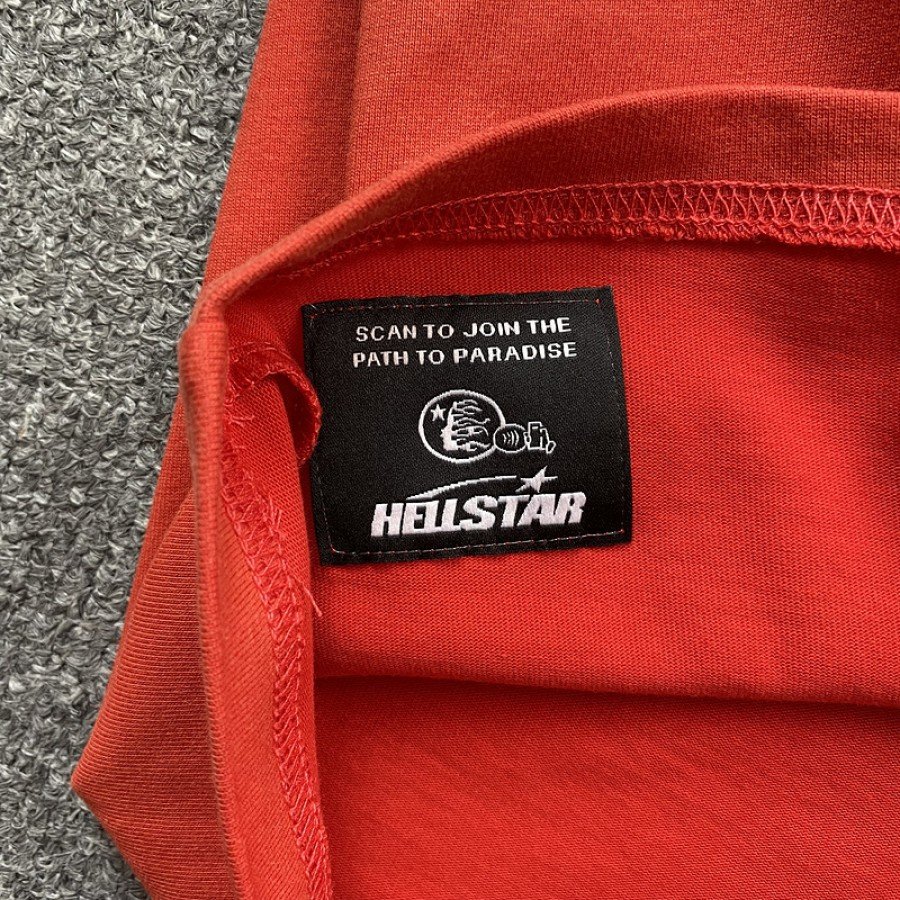 SCAN TO JOIN THE
PATH TO PARADISE
HELLSTAR